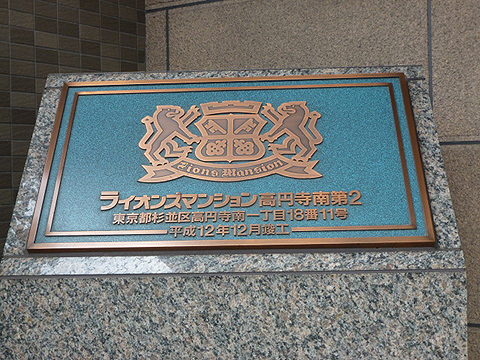 Lions Mansion
ライオンズマンション高円寺南第2
東京都杉並区高円寺南一丁目18番11号
平成12年12月竣工